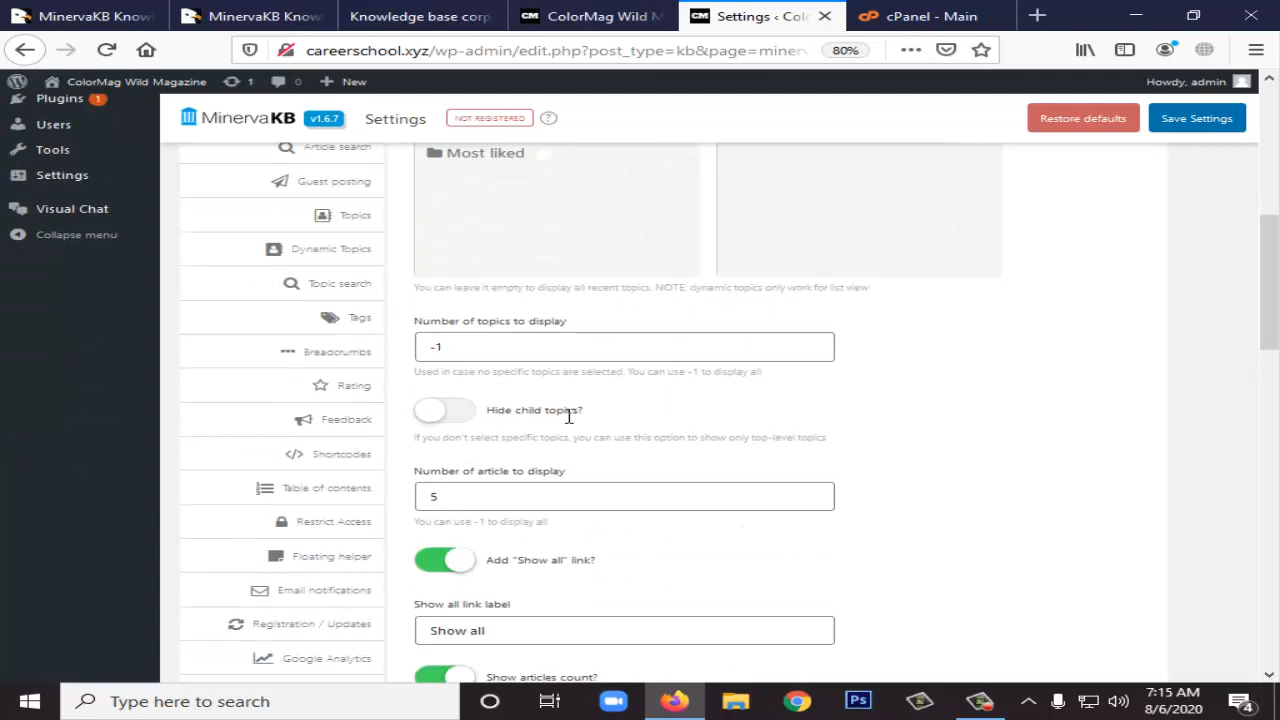 MinervaKB Know
MinervaKB Know
Knowledge base corp
CM ColorMag Wild M
CM Settings ‹ Col
cPanel - Main
careerschool.xyz/wp-admin/edit.php?post_type=kb&page=miner
80%
ColorMag Wild Magazine
1
0
New
Howdy, admin
Plugins 1
Users
Tools
Settings
Visual Chat
Collapse menu
MinervaKB v1.6.7 Settings NOT REGISTERED ?
Restore defaults
Save Settings
Article search
Guest posting
Topics
Dynamic Topics
Topic search
Tags
Breadcrumbs
Rating
Feedback
Shortcodes
Table of contents
Restrict Access
Floating helper
Email notifications
Registration / Updates
Google Analytics
Most liked
You can leave it empty to display all recent topics. NOTE: dynamic topics only work for list view
Number of topics to display
-1
Used in case no specific topics are selected. You can use -1 to display all
Hide child topics?
If you don't select specific topics, you can use this option to show only top-level topics
Number of article to display
5
You can use -1 to display all
Add "Show all" link?
Show all link label
Show all
Show articles count?
Type here to search
Ps
7:15 AM
8/6/2020
4